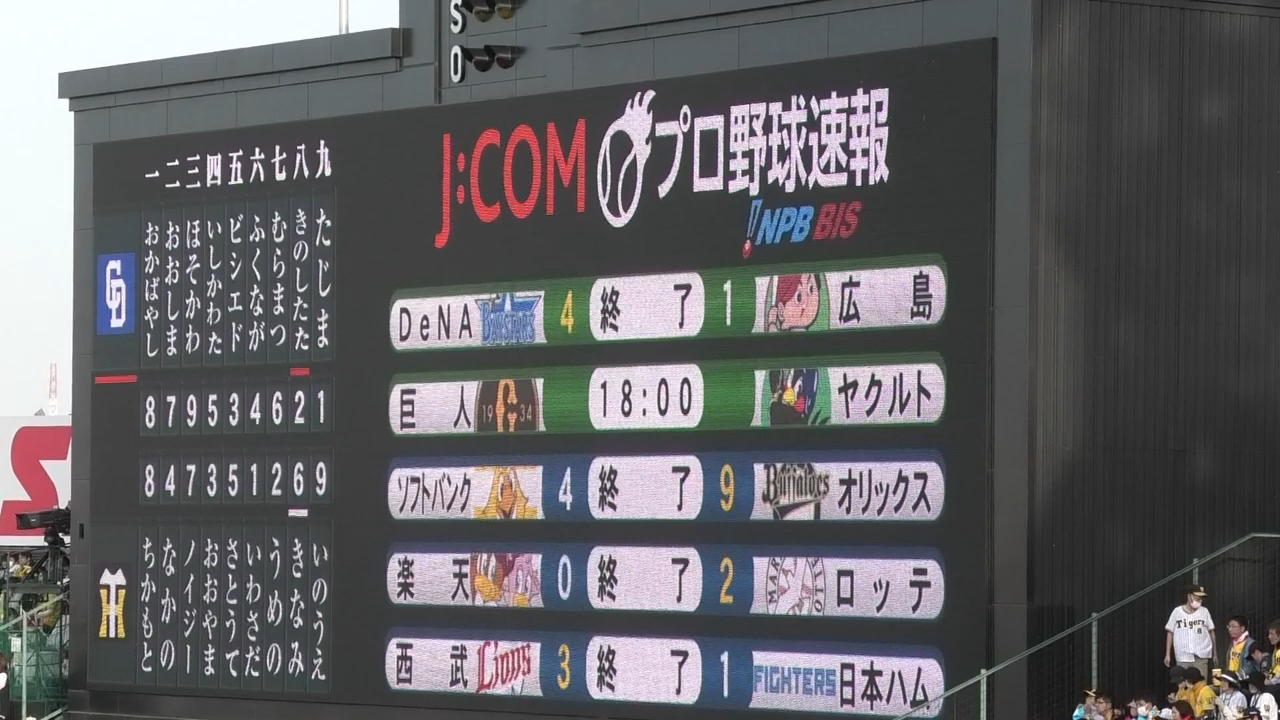 S
O
J:COM プロ野球速報
NPB BIS
一 二 三 四 五 六 七 八 九
おかばやし
おおしま
ほそかわ
いしかわた
ビシエド
ふくなが
むらまつ
きのしたた
たじま
8 7 9 5 3 4 6 2 1
8 4 7 3 5 1 2 6 9
ちかもと
なかの
ノイジー
おおやま
さとうて
いわさだ
うめの
きなみ
いのうえ
DeNA BAYSTARS 4 終了 1 広島
巨人 19 34 18:00 ヤクルト
ソフトバンク 4 終了 9 Buffaloes オリックス
楽天 0 終了 2 ロッテ
西武 Lions 3 終了 1 FIGHTERS 日本ハム
Tigers
8